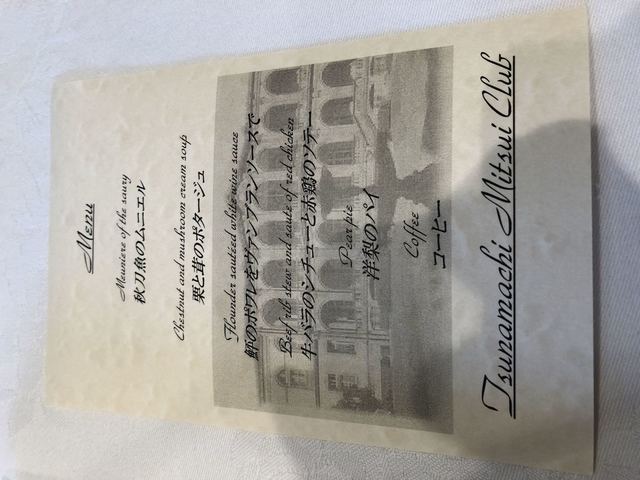 Menu
Meuniere of the saury
秋刀魚のムニエル
Chestnut and mushroom cream soup
栗と茸のポタージュ
Flounder sautéed white wine sauce
鮃のポワレをヴァンブランソースで
Beef rib stew and saute of red chicken
牛バラのシチューと赤鶏のソテー
Pear pie
洋梨のパイ
Coffee
コーヒー
Tsunamachi Mitsui Club